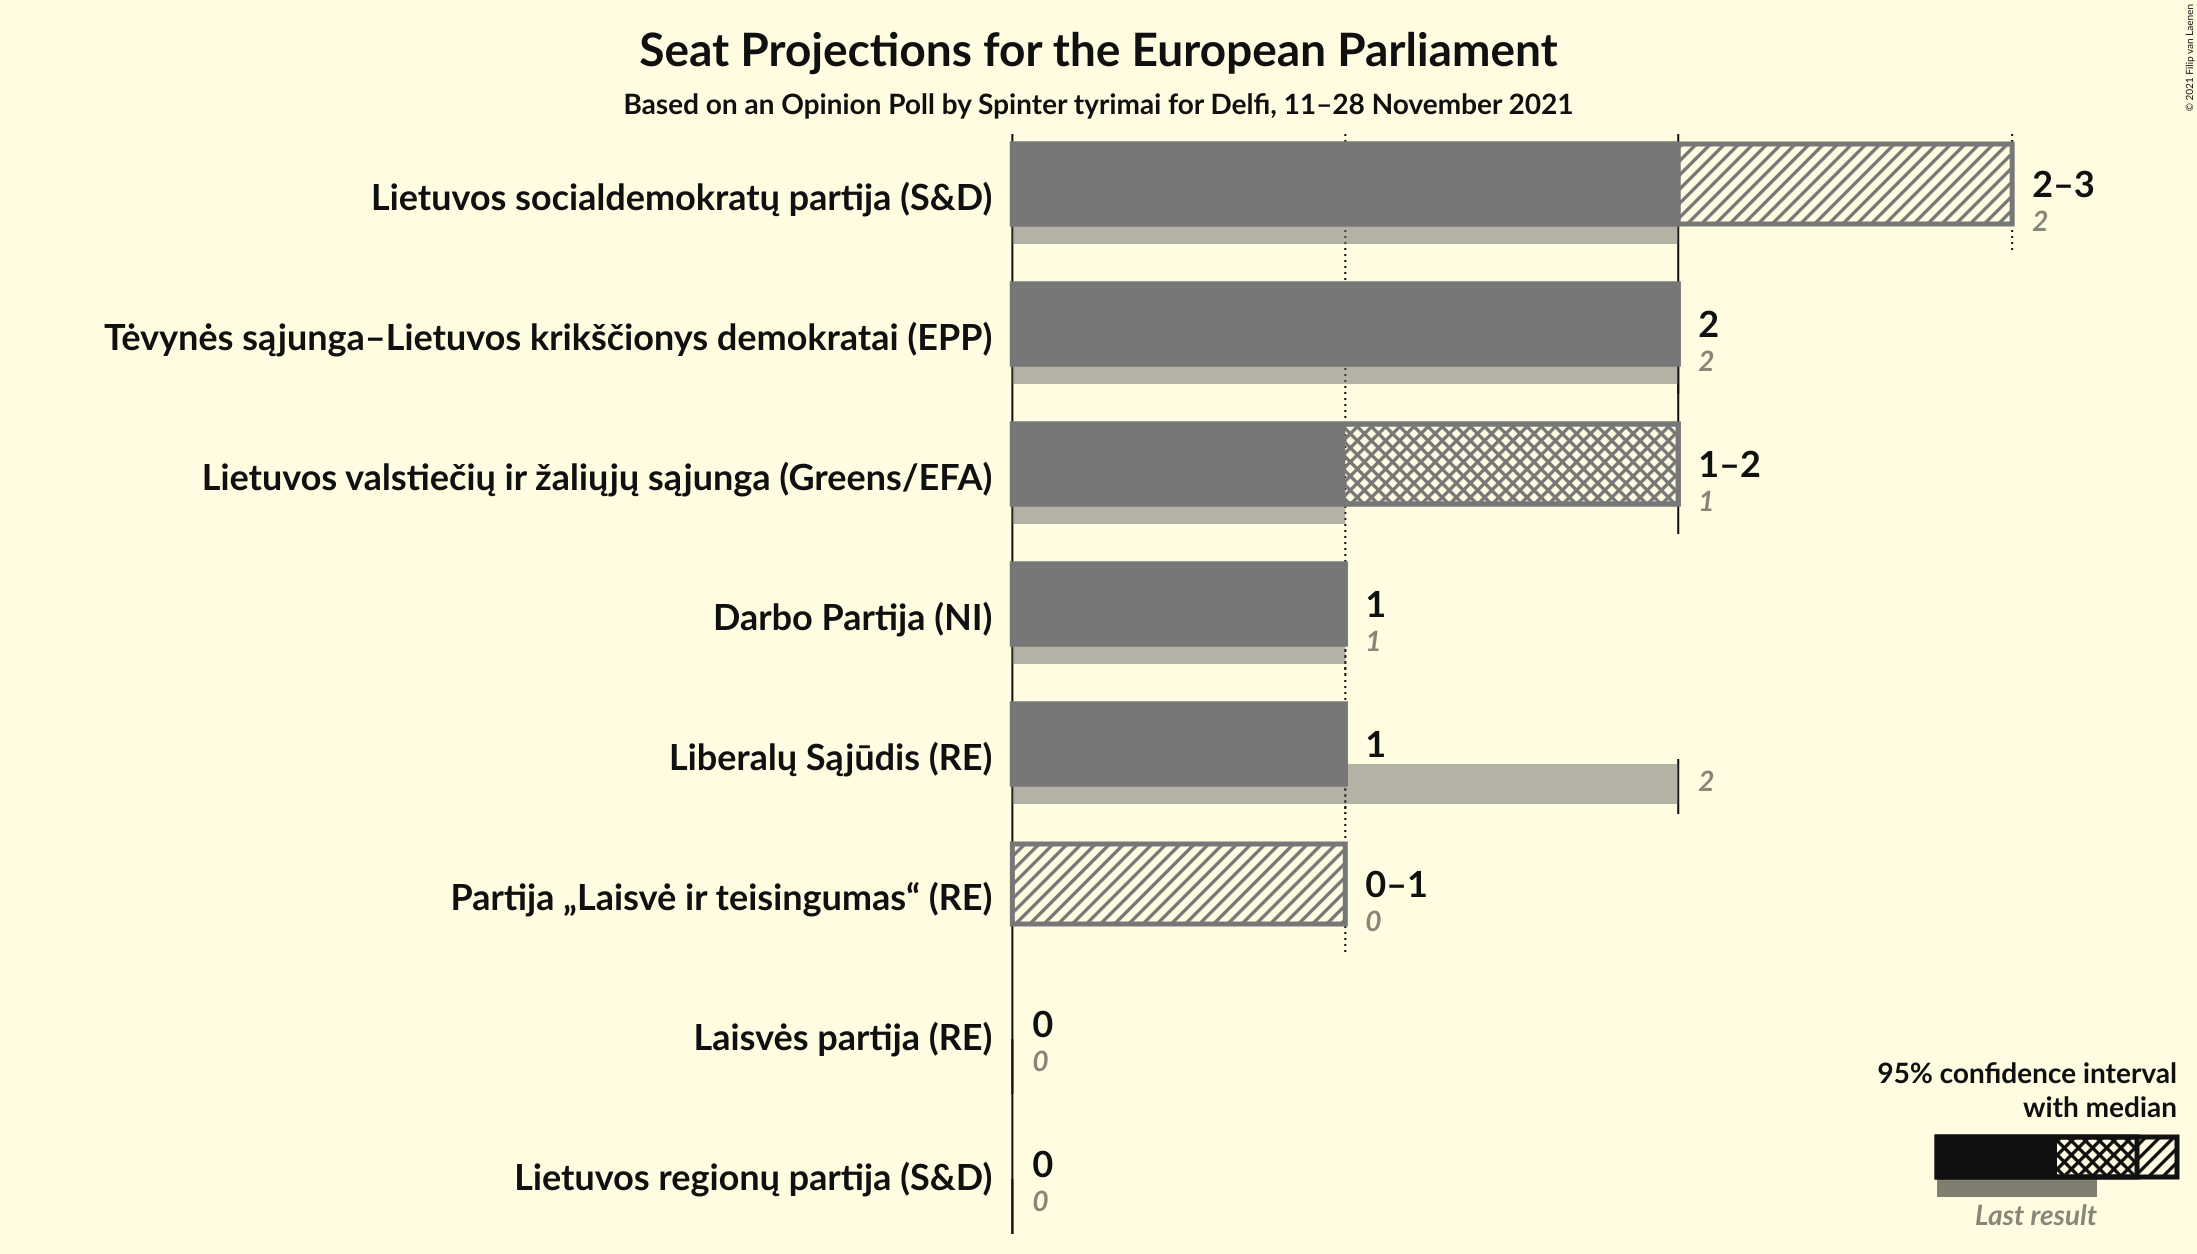 Seat Projections for the European Parliament
Based on an Opinion Poll by Spinter tyrimai for Delfi, 11–28 November 2021
© 2021 Filip van Laenen
Lietuvos socialdemokratų partija (S&D)
2–3
2
Tėvynės sąjunga–Lietuvos krikščionys demokratai (EPP)
2
2
Lietuvos valstiečių ir žaliųjų sąjunga (Greens/EFA)
1–2
1
Darbo Partija (NI)
1
1
Liberalų Sąjūdis (RE)
1
2
Partija „Laisvė ir teisingumas“ (RE)
0–1
0
Laisvės partija (RE)
0
0
Lietuvos regionų partija (S&D)
0
0
95% confidence interval
with median
Last result